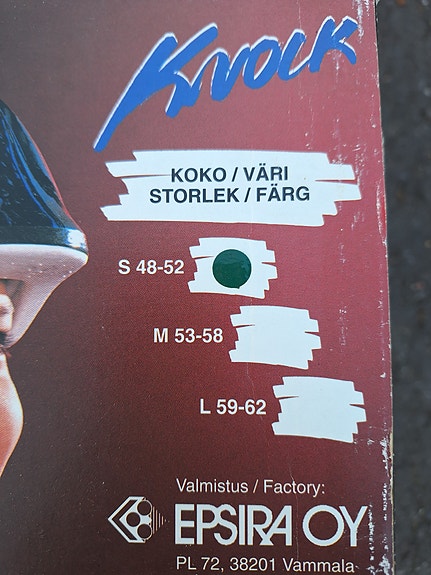 Knock
KOKO / VÄRI
STORLEK / FÄRG
S 48-52
M 53-58
L 59-62
Valmistus / Factory:
EPSIRA OY
PL 72, 38201 Vammala